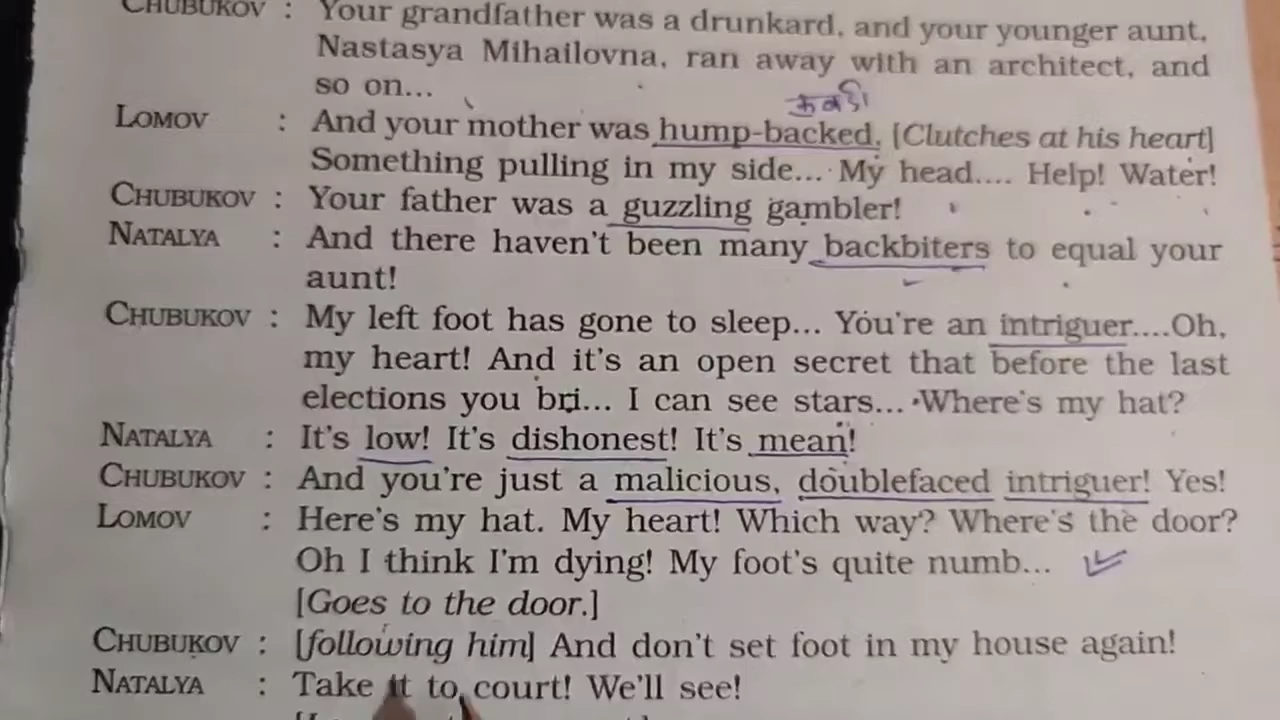 CHUBUKOV : Your grandfather was a drunkard, and your younger aunt,
Nastasya Mihailovna, ran away with an architect, and
so on...
कुबड़ी
LOMOV : And your mother was hump-backed. [Clutches at his heart]
Something pulling in my side... My head.... Help! Water!
CHUBUKOV : Your father was a guzzling gambler!
NATALYA : And there haven't been many backbiters to equal your
aunt!
CHUBUKOV : My left foot has gone to sleep... You're an intriguer....Oh,
my heart! And it's an open secret that before the last
elections you bri... I can see stars... Where's my hat?
NATALYA : It's low! It's dishonest! It's mean!
CHUBUKOV : And you're just a malicious, doublefaced intriguer! Yes!
LOMOV : Here's my hat. My heart! Which way? Where's the door?
Oh I think I'm dying! My foot's quite numb...
[Goes to the door.]
CHUBUKOV : [following him] And don't set foot in my house again!
NATALYA : Take it to court! We'll see!